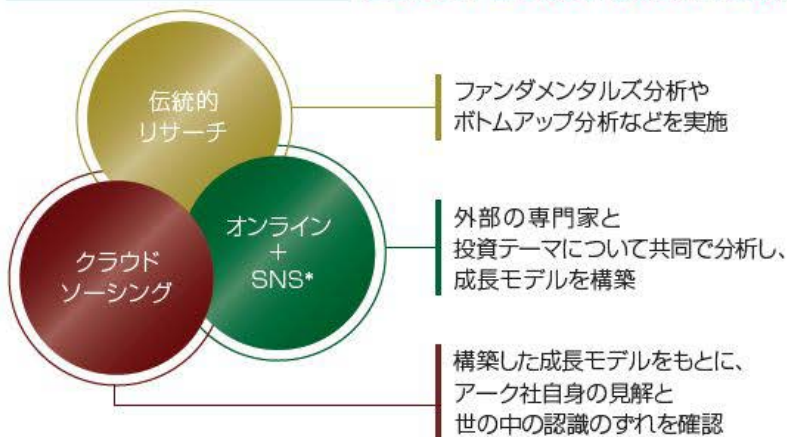 伝統的
リサーチ
ファンダメンタルズ分析や
ボトムアップ分析などを実施
オンライン
+
SNS*
外部の専門家と
投資テーマについて共同で分析し、
成長モデルを構築
クラウド
ソーシング
構築した成長モデルをもとに、
アーク社自身の見解と
世の中の認識のずれを確認